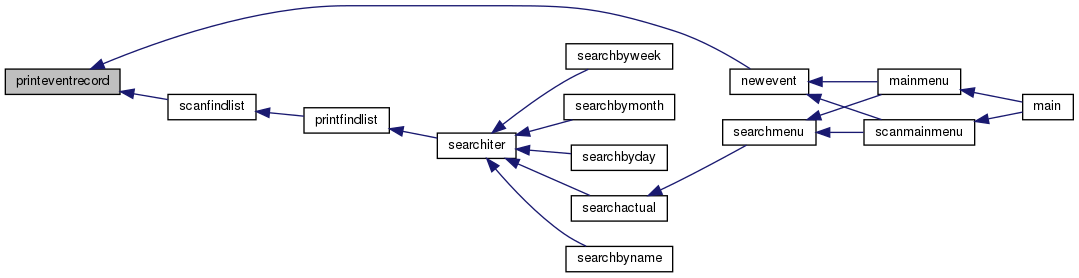 printeventrecord
scanfindlist
printfindlist
searchiter
searchbyweek
searchbymonth
searchbyday
searchactual
searchbyname
newevent
searchmenu
mainmenu
scanmainmenu
main